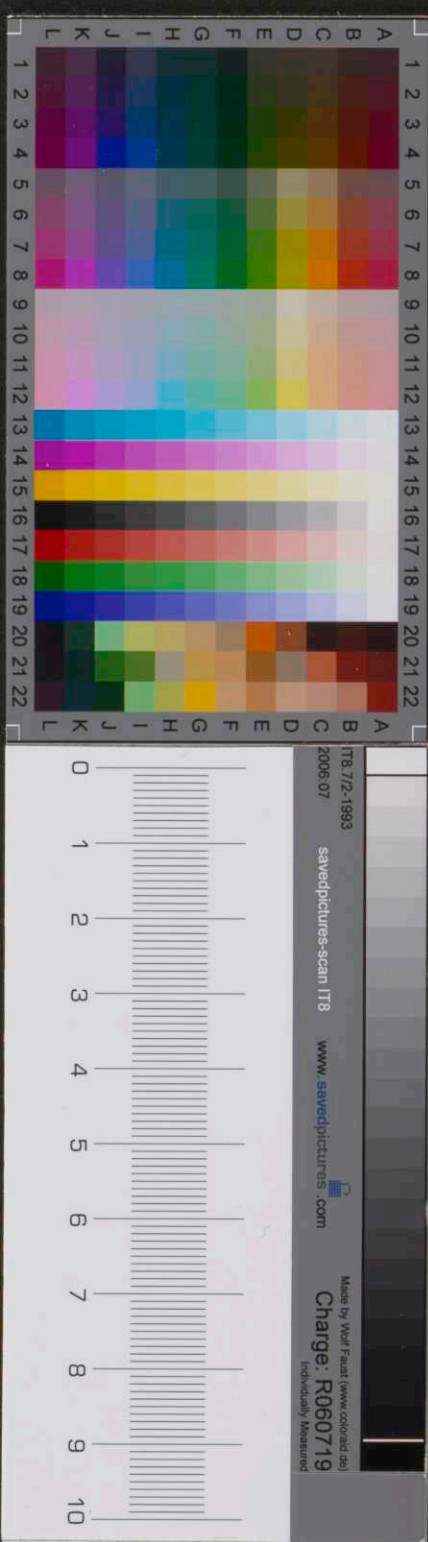 A B C D E F G H I J K L
1 2 3 4 5 6 7 8 9 10 11 12 13 14 15 16 17 18 19 20 21 22
1 2 3 4 5 6 7 8 9 10 11 12 13 14 15 16 17 18 19 20 21 22
A B C D E F G H I J K L
IT8.7/2-1993
2006:07
savedpictures-scan IT8
www.savedpictures.com
Made by Wolf Faust (www.coloraid.de)
Charge: R060719
Individually Measured
0 1 2 3 4 5 6 7 8 9 10